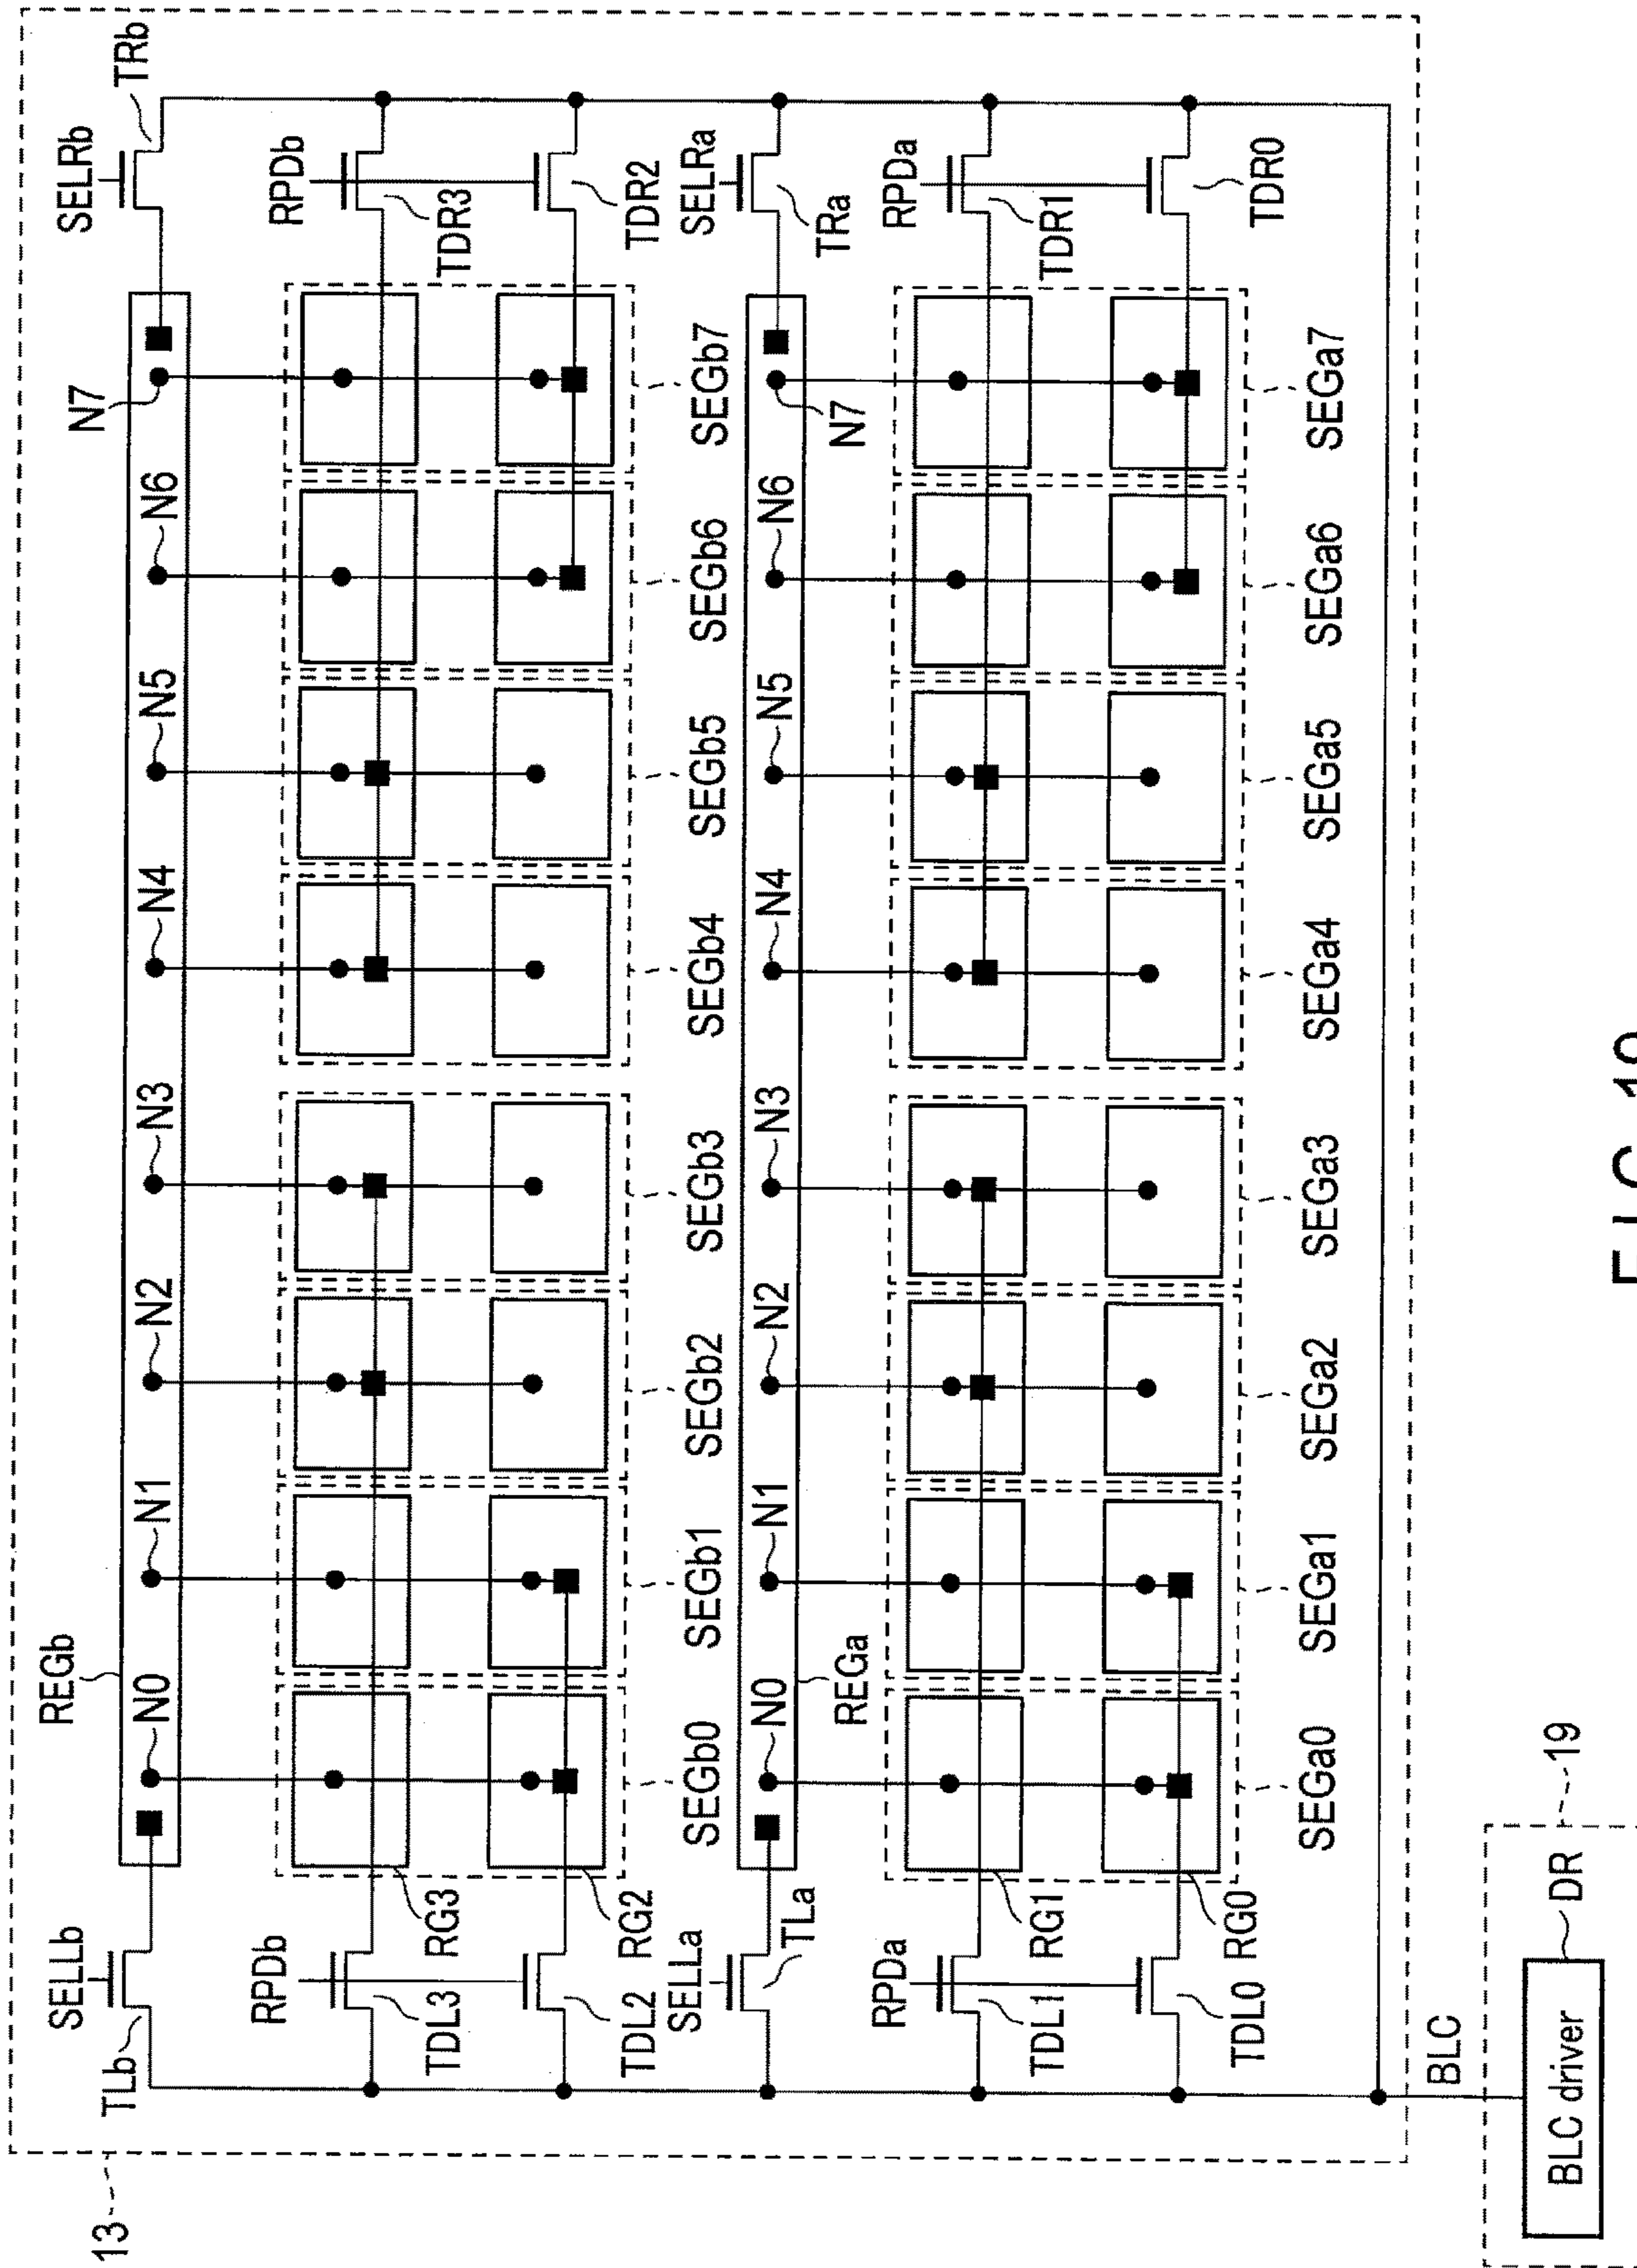 13
SELLb
TLb
REGb
N0
N1
N2
N3
N4
N5
N6
N7
SELRb
TRb
RPDb
TDL3
RG3
RPDb
TDR3
TDL2
RG2
TDR2
SEGb0
SEGb1
SEGb2
SEGb3
SEGb4
SEGb5
SEGb6
SEGb7
SELLa
TLa
REGa
N0
N1
N2
N3
N4
N5
N6
N7
SELRa
TRa
RPDa
TDL1
RG1
RPDa
TDR1
TDL0
RG0
TDR0
SEGa0
SEGa1
SEGa2
SEGa3
SEGa4
SEGa5
SEGa6
SEGa7
BLC
BLC driver
DR
19